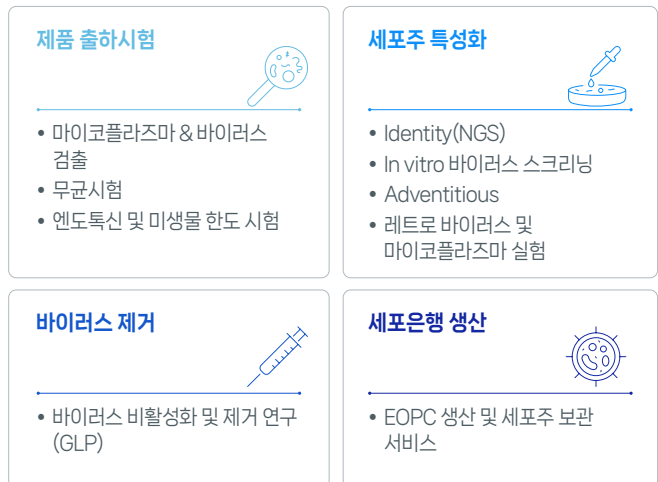 제품 출하시험
• 마이코플라즈마 & 바이러스
검출
• 무균시험
• 엔도톡신 및 미생물 한도 시험
세포주 특성화
• Identity(NGS)
• In vitro 바이러스 스크리닝
• Adventitious
• 레트로 바이러스 및
마이코플라즈마 실험
바이러스 제거
• 바이러스 비활성화 및 제거 연구
(GLP)
세포은행 생산
• EOPC 생산 및 세포주 보관
서비스